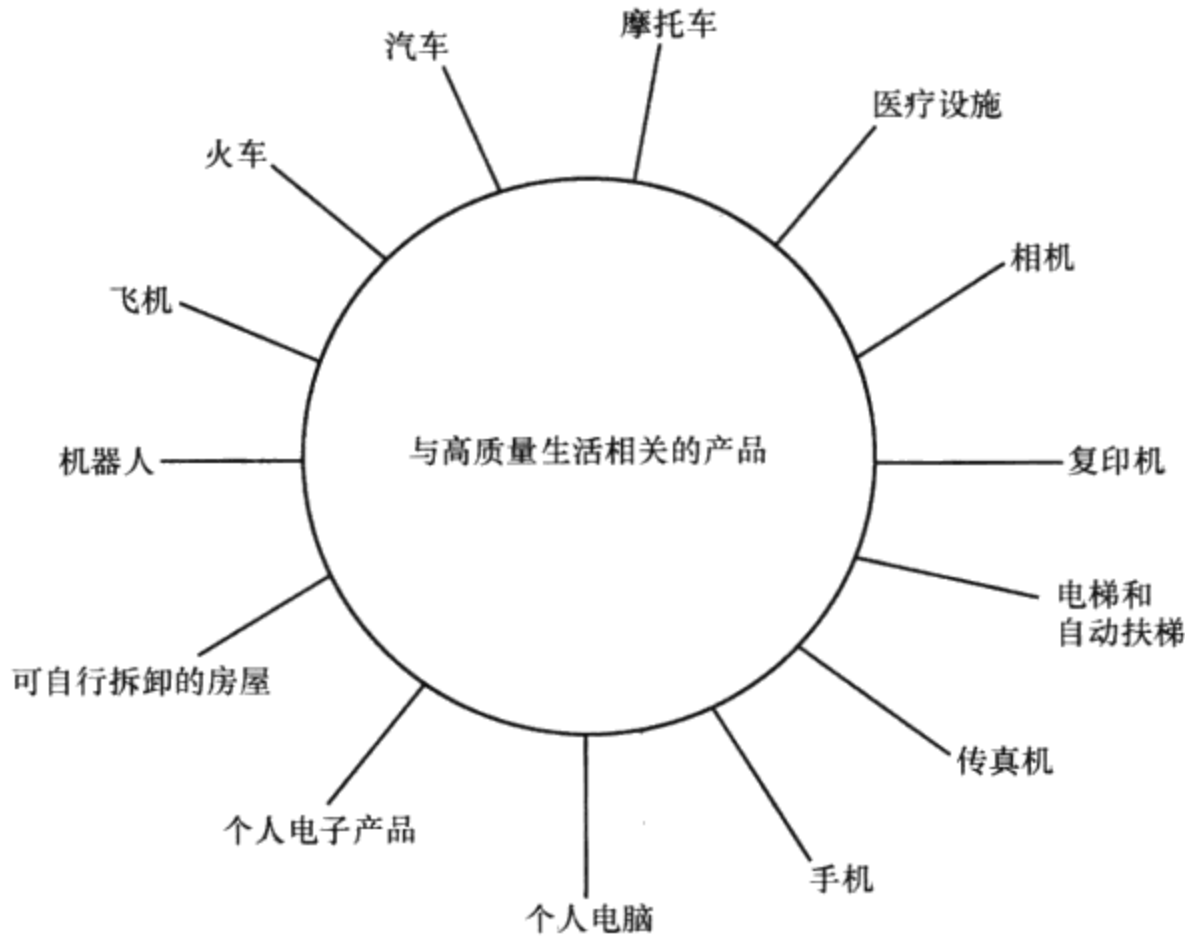 摩托车
汽车
医疗设施
火车
相机
飞机
与高质量生活相关的产品
机器人
复印机
电梯和
自动扶梯
可自行拆卸的房屋
传真机
个人电子产品
手机
个人电脑